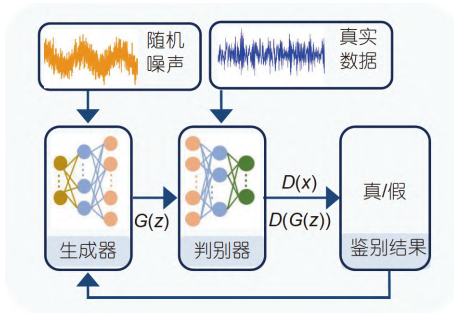 随机
噪声
真实
数据
G(z)
D(x)
D(G(z))
真/假
生成器
判别器
鉴别结果